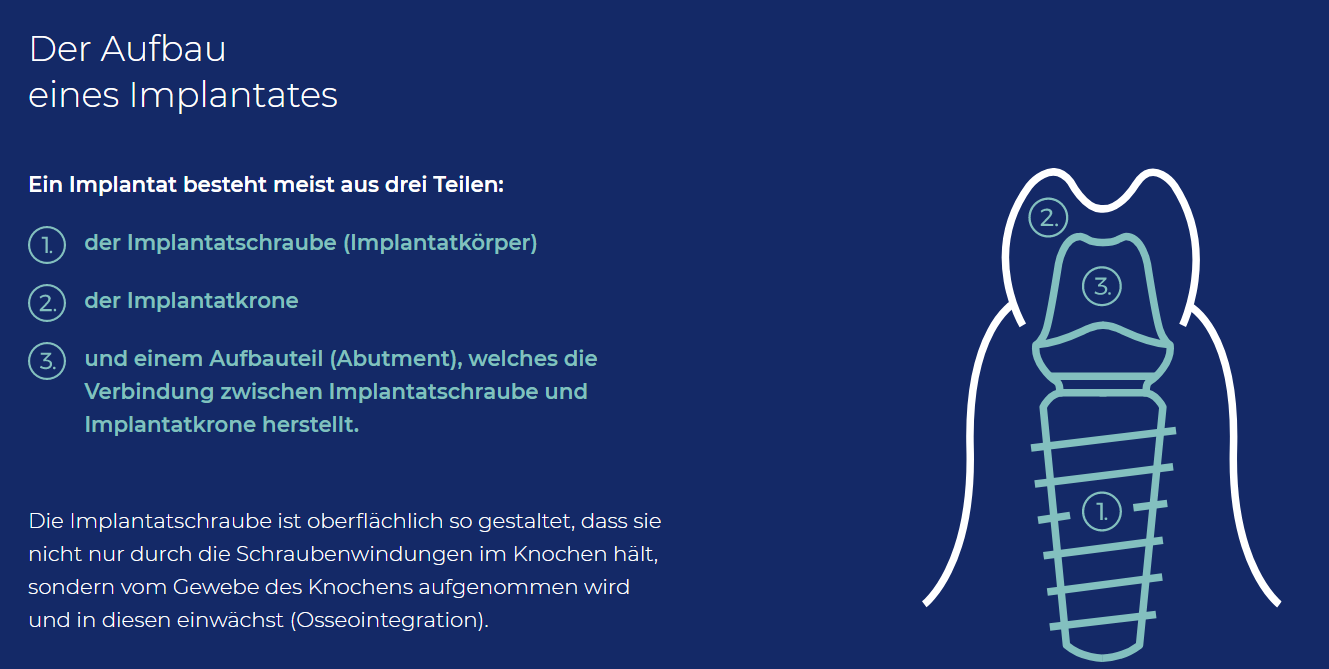 Der Aufbau
eines Implantates
Ein Implantat besteht meist aus drei Teilen:
1. der Implantatschraube (Implantatkörper)
2. der Implantatkrone
3. und einem Aufbauteil (Abutment), welches die
Verbindung zwischen Implantatschraube und
Implantatkrone herstellt.
Die Implantatschraube ist oberflächlich so gestaltet, dass sie
nicht nur durch die Schraubenwindungen im Knochen hält,
sondern vom Gewebe des Knochens aufgenommen wird
und in diesen einwächst (Osseointegration).
2.
3.
1.